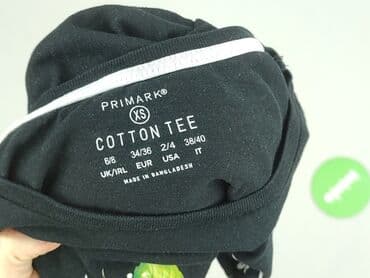 PRIMARK®
XS
COTTON TEE
6/8 34/36 2/4 38/40
UK/IRL EUR USA IT
MADE IN BANGLADESH